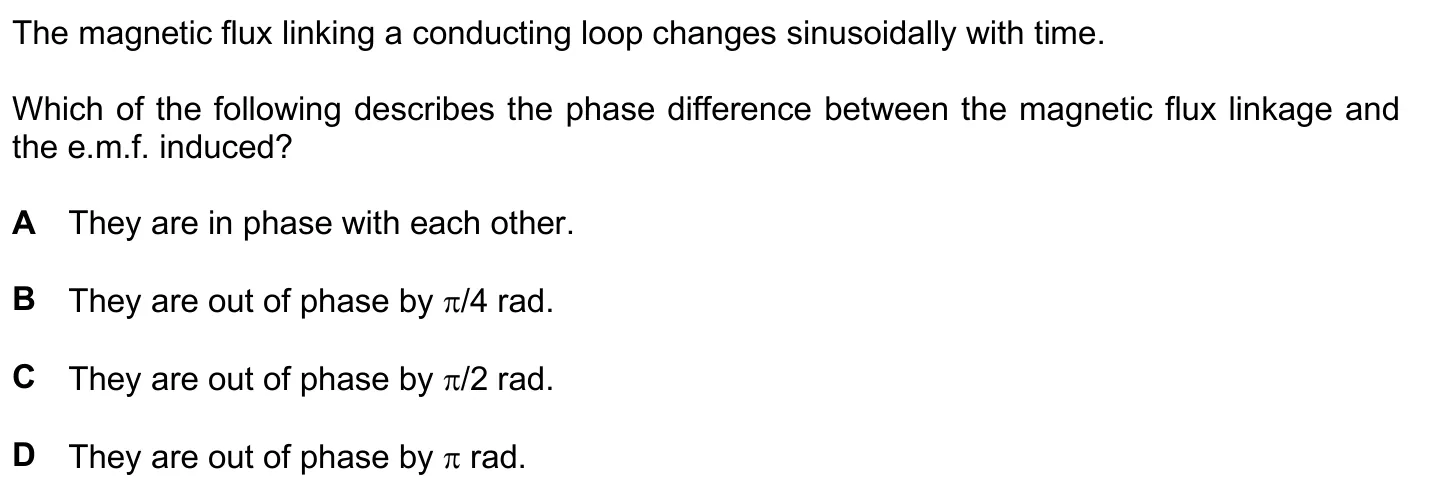 The magnetic flux linking a conducting loop changes sinusoidally with time.
Which of the following describes the phase difference between the magnetic flux linkage and
the e.m.f. induced?
A They are in phase with each other.
B They are out of phase by π/4 rad.
C They are out of phase by π/2 rad.
D They are out of phase by π rad.